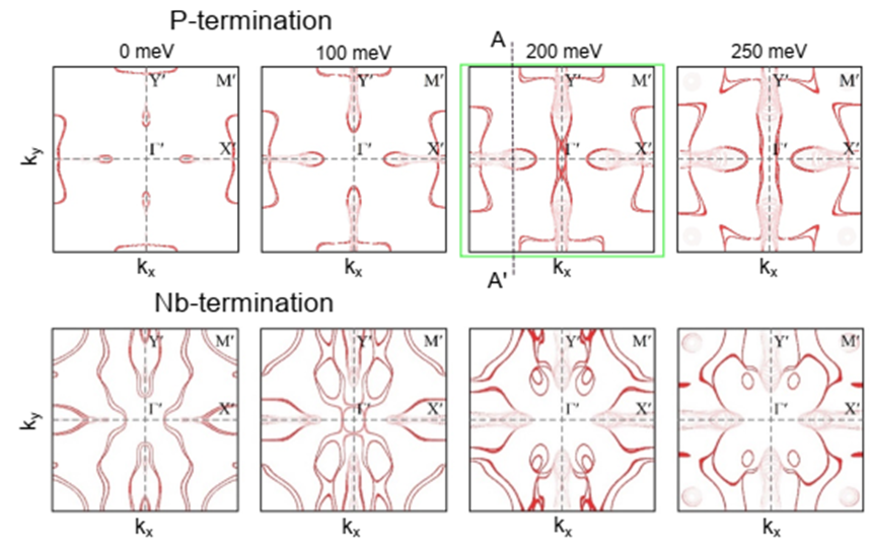 P-termination
0 meV 100 meV A 200 meV 250 meV
Y′ M′ Y′ M′ Y′ M′ Y′ M′
k_y Γ′ X′ Γ′ X′ Γ′ X′ Γ′ X′
k_x k_x A' k_x k_x
Nb-termination
Y′ M′ Y′ M′ Y′ M′ Y′ M′
k_y Γ′ X′ Γ′ X′ Γ′ X′ Γ′ X′
k_x k_x k_x k_x